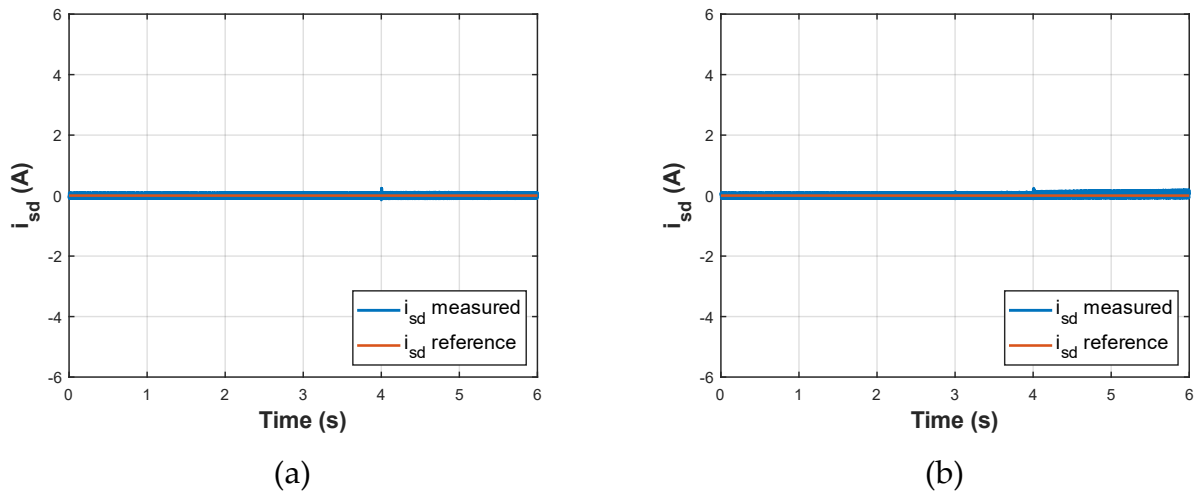 6
4
2
0
-2
-4
-6
i_sd (A)
i_sd measured
i_sd reference
0 1 2 3 4 5 6
Time (s)
(a)
6
4
2
0
-2
-4
-6
i_sd (A)
i_sd measured
i_sd reference
0 1 2 3 4 5 6
Time (s)
(b)